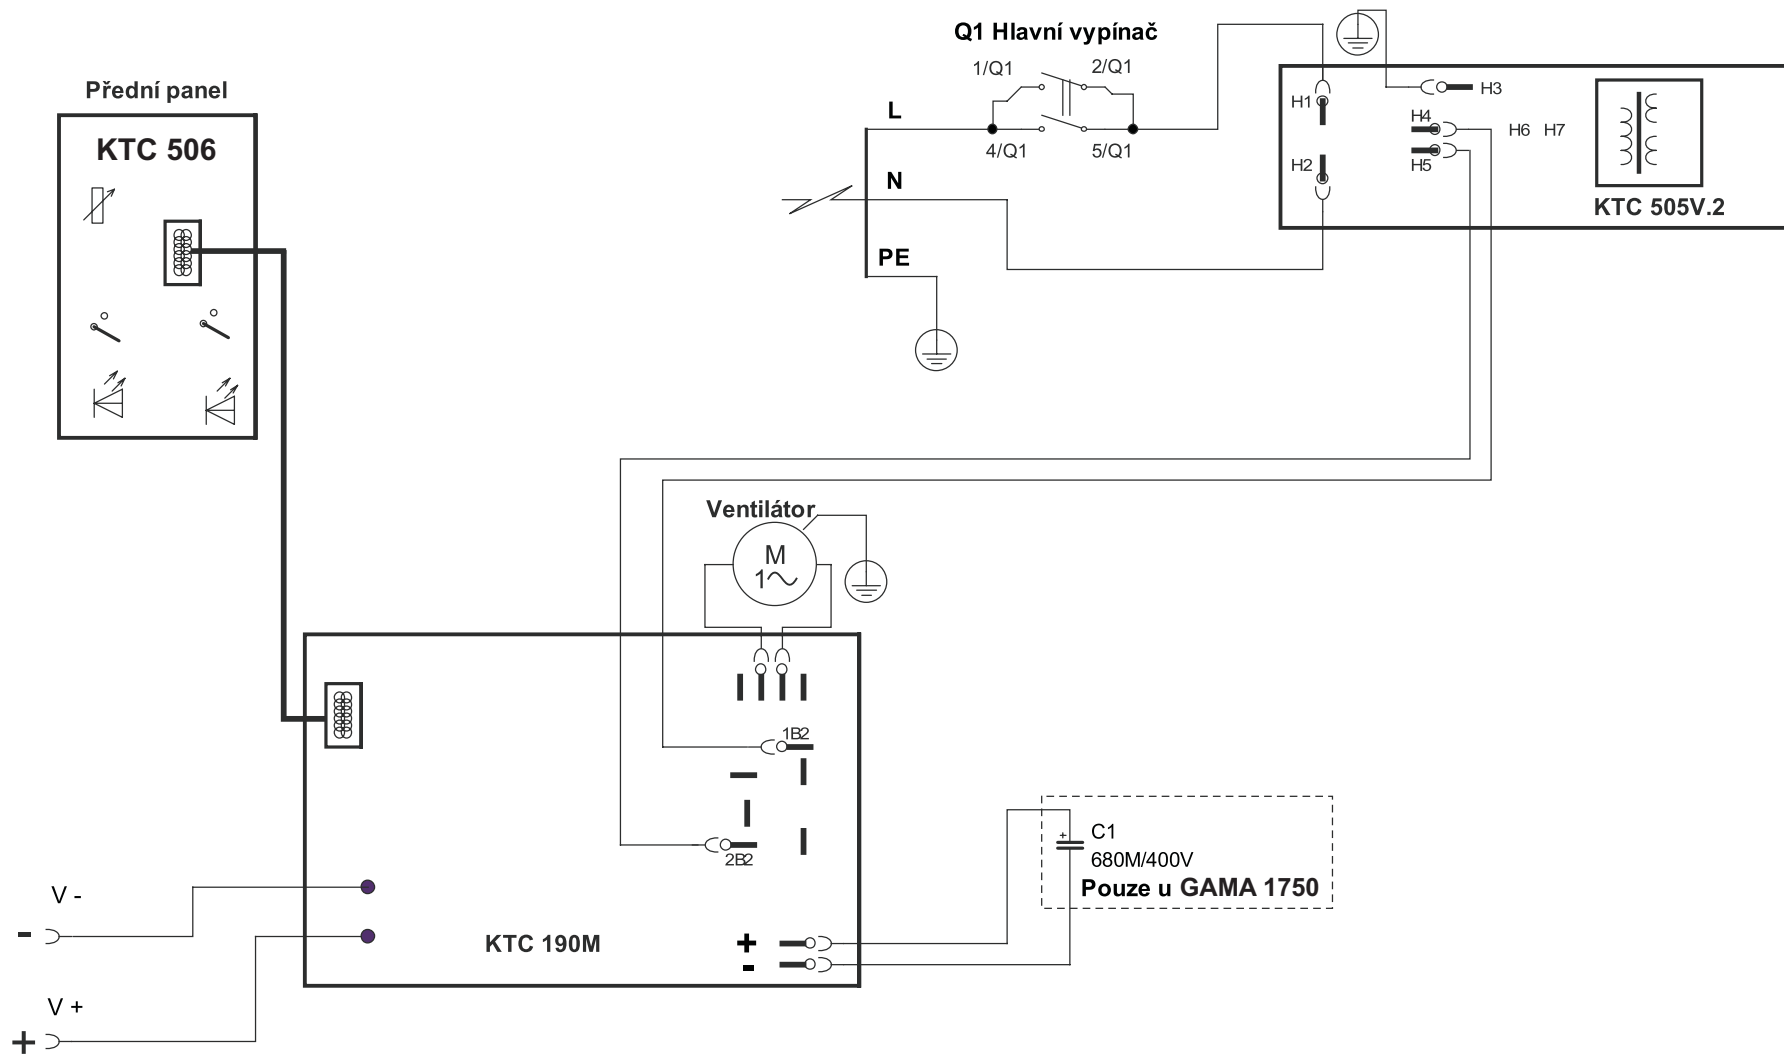 Q1 Hlavní vypínač
1/Q1
2/Q1
H3
Přední panel
H1
L
H4
H6
H7
KTC 506
4/Q1
5/Q1
H2
H5
N
KTC 505V.2
PE
Ventilátor
M
1
1B2
C1
+
680M/400V
2B2
Pouze u GAMA 1750
V -
-
KTC 190M
+
-
V +
+